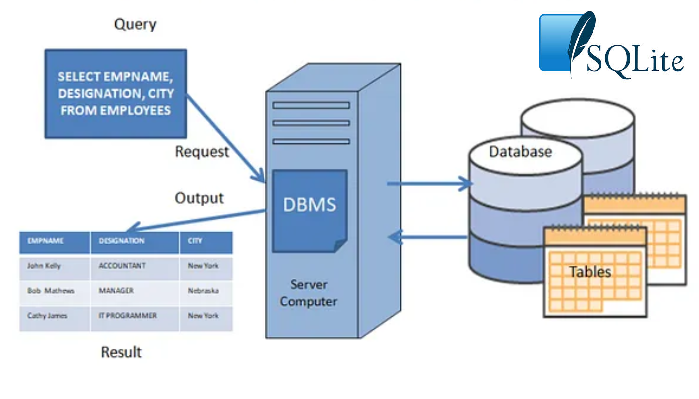 Query
SQLite
SELECT EMPNAME,
DESIGNATION, CITY
FROM EMPLOYEES
Request
Database
Output
DBMS
EMPNAME DESIGNATION CITY
John Kelly ACCOUNTANT New York
Bob Mathews MANAGER Nebraska
Cathy James IT PROGRAMMER New York
Tables
Server
Computer
Result